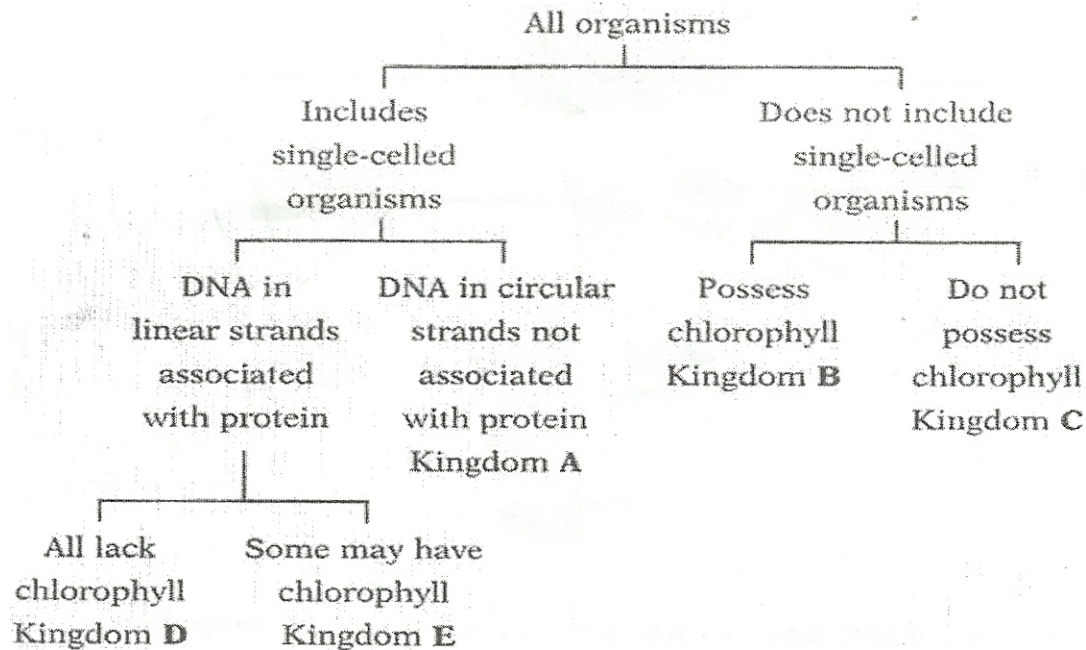 All organisms
Includes
single-celled
organisms
Does not include
single-celled
organisms
DNA in
linear strands
associated
with protein
DNA in circular
strands not
associated
with protein
Kingdom A
Possess
chlorophyll
Kingdom B
Do not
possess
chlorophyll
Kingdom C
All lack
chlorophyll
Kingdom D
Some may have
chlorophyll
Kingdom E